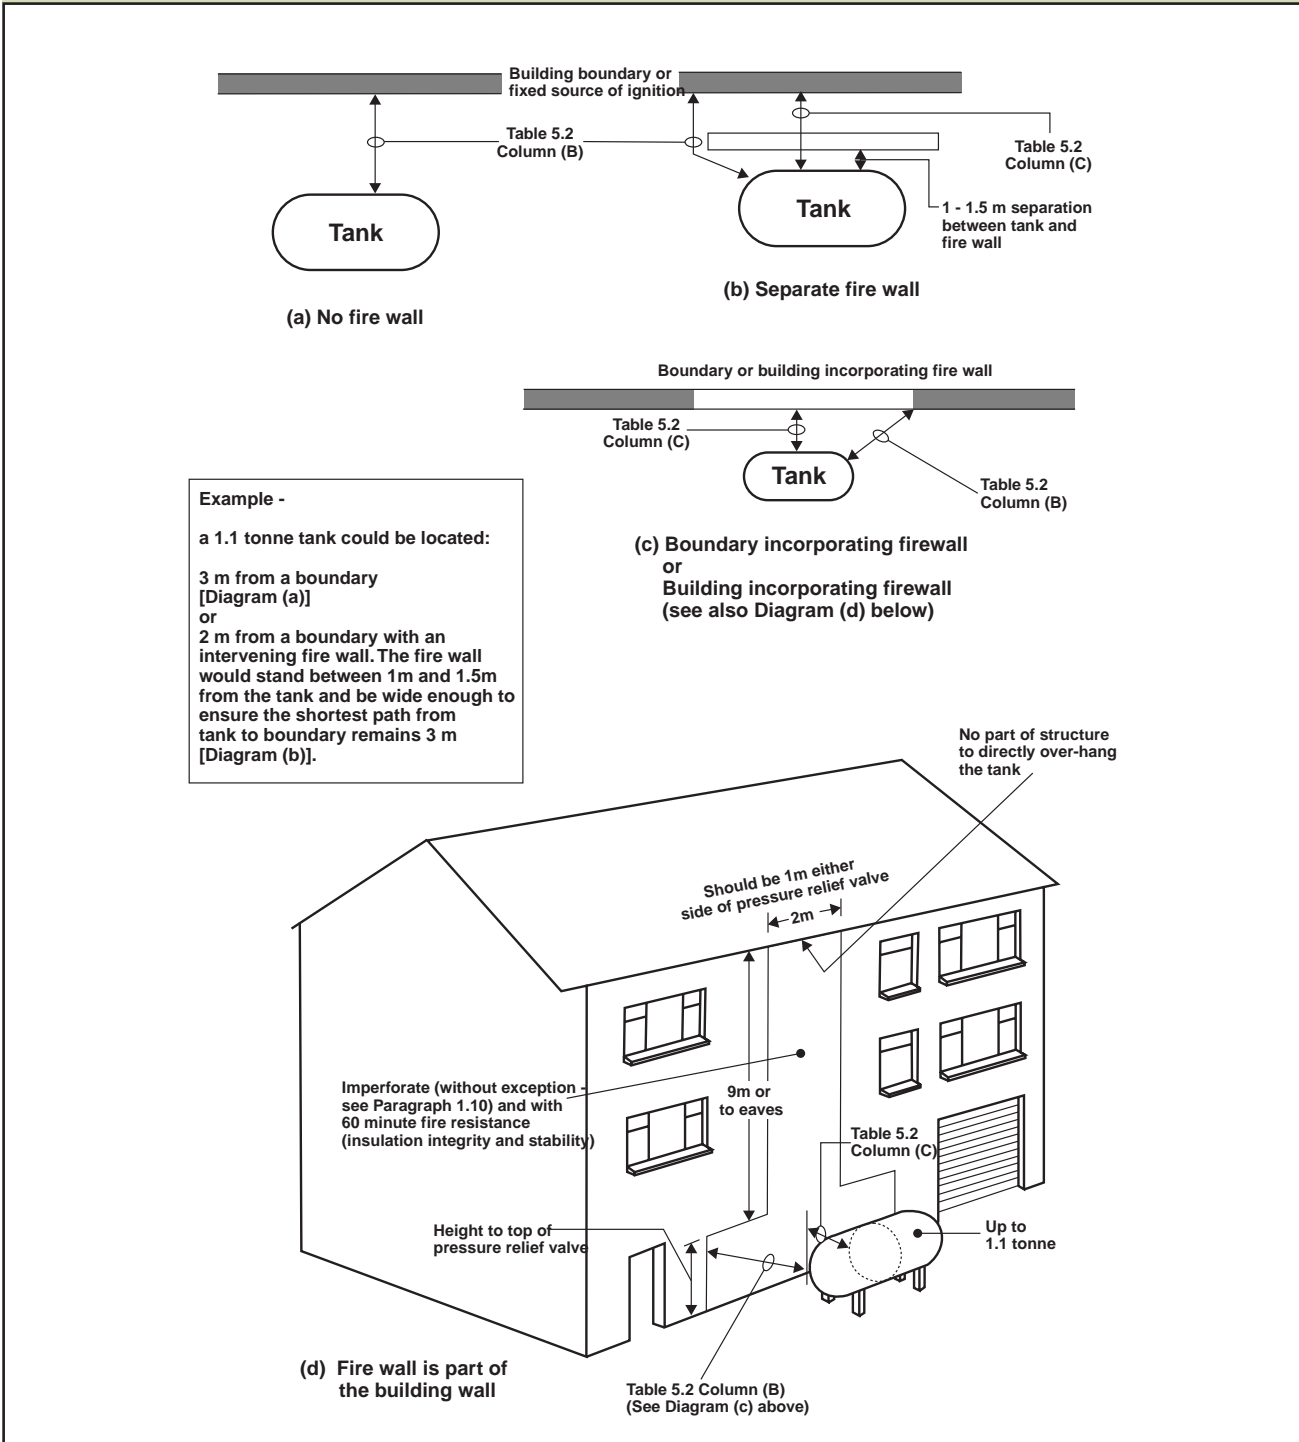 Building boundary or
fixed source of ignition
Table 5.2
Column (B)
Table 5.2
Column (C)
Tank
Tank
1 - 1.5 m separation
between tank and
fire wall
(a) No fire wall
(b) Separate fire wall
Boundary or building incorporating fire wall
Table 5.2
Column (C)
Tank
Table 5.2
Column (B)
(c) Boundary incorporating firewall
or
Building incorporating firewall
(see also Diagram (d) below)
Example -
a 1.1 tonne tank could be located:
3 m from a boundary
[Diagram (a)]
or
2 m from a boundary with an
intervening fire wall. The fire wall
would stand between 1m and 1.5m
from the tank and be wide enough to
ensure the shortest path from
tank to boundary remains 3 m
[Diagram (b)].
No part of structure
to directly over-hang
the tank
Should be 1m either
side of pressure relief valve
2m
Imperforate (without exception -
see Paragraph 1.10) and with
60 minute fire resistance
(insulation integrity and stability)
9m or
to eaves
Table 5.2
Column (C)
Height to top of
pressure relief valve
Up to
1.1 tonne
(d) Fire wall is part of
the building wall
Table 5.2 Column (B)
(See Diagram (c) above)